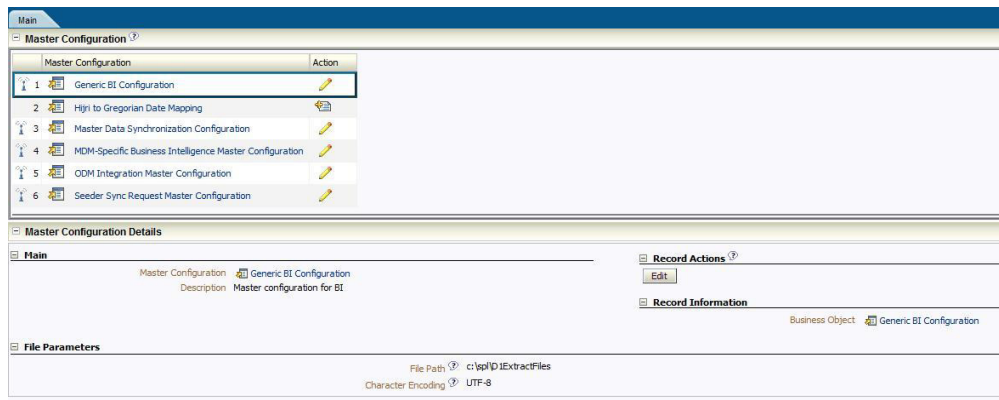 Main
Master Configuration
Master Configuration Action
1 Generic BI Configuration
2 Hijri to Gregorian Date Mapping
3 Master Data Synchronization Configuration
4 MDM-Specific Business Intelligence Master Configuration
5 ODM Integration Master Configuration
6 Seeder Sync Request Master Configuration
Master Configuration Details
Main
Master Configuration Generic BI Configuration
Description Master configuration for BI
Record Actions
Edit
Record Information
Business Object Generic BI Configuration
File Parameters
File Path c:\spl\D1ExtractFiles
Character Encoding UTF-8